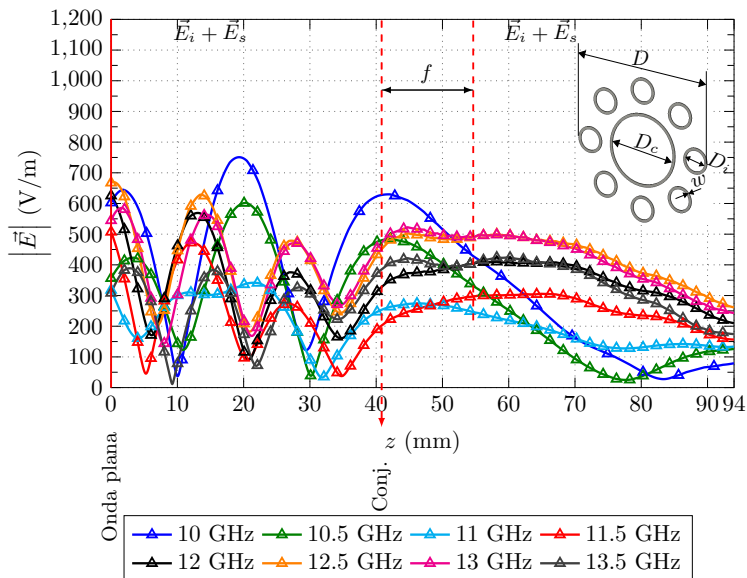 1,200
1,100
1,000
900
800
700
600
500
400
300
200
100
0
|E⃗| (V/m)
E⃗i + E⃗s
E⃗i + E⃗s
f
D
Dc
Di
w
0 10 20 30 40 50 60 70 80 90 94
z (mm)
Onda plana
Conj.
10 GHz 10.5 GHz 11 GHz 11.5 GHz
12 GHz 12.5 GHz 13 GHz 13.5 GHz